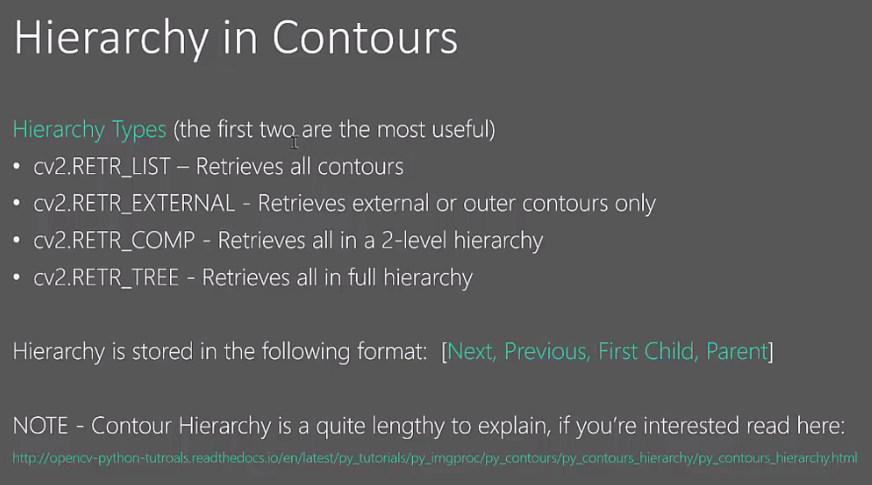 Hierarchy in Contours
Hierarchy Types (the first two are the most useful)
• cv2.RETR_LIST – Retrieves all contours
• cv2.RETR_EXTERNAL - Retrieves external or outer contours only
• cv2.RETR_COMP - Retrieves all in a 2-level hierarchy
• cv2.RETR_TREE - Retrieves all in full hierarchy
Hierarchy is stored in the following format: [Next, Previous, First Child, Parent]
NOTE - Contour Hierarchy is a quite lengthy to explain, if you’re interested read here:
http://opencv-python-tutroals.readthedocs.io/en/latest/py_tutorials/py_imgproc/py_contours/py_contours_hierarchy/py_contours_hierarchy.html